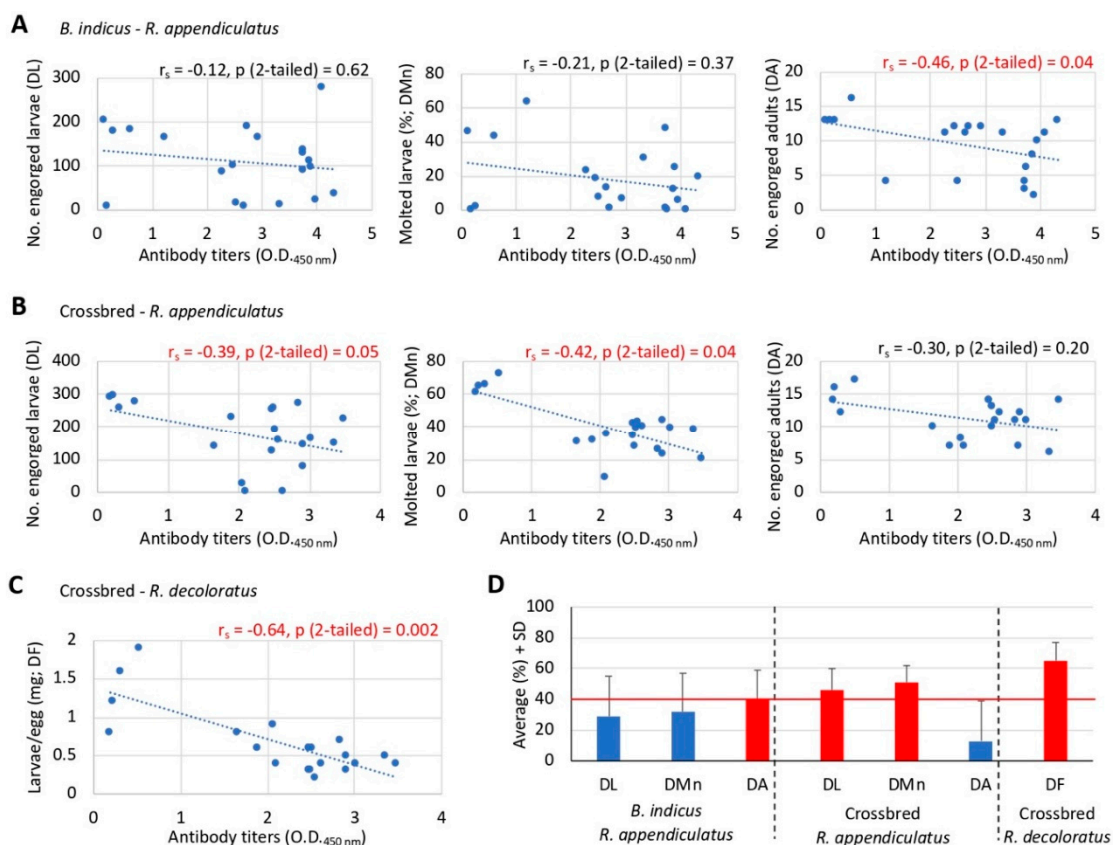 A B. indicus - R. appendiculatus
rs = -0.12, p (2-tailed) = 0.62
No. engorged larvae (DL)
300
200
100
0
0 1 2 3 4 5
Antibody titers (O.D.450 nm)
rs = -0.21, p (2-tailed) = 0.37
Molted larvae (%; DMn)
80
60
40
20
0
0 1 2 3 4 5
Antibody titers (O.D.450 nm)
rs = -0.46, p (2-tailed) = 0.04
No. engorged adults (DA)
20
15
10
5
0
0 1 2 3 4 5
Antibody titers (O.D.450 nm)
B Crossbred - R. appendiculatus
rs = -0.39, p (2-tailed) = 0.05
No. engorged larvae (DL)
400
300
200
100
0
0 1 2 3 4
Antibody titers (O.D.450 nm)
rs = -0.42, p (2-tailed) = 0.04
Molted larvae (%; DMn)
80
60
40
20
0
0 1 2 3 4
Antibody titers (O.D.450 nm)
rs = -0.30, p (2-tailed) = 0.20
No. engorged adults (DA)
20
15
10
5
0
0 1 2 3 4
Antibody titers (O.D.450 nm)
C Crossbred - R. decoloratus
rs = -0.64, p (2-tailed) = 0.002
Larvae/egg (mg; DF)
2
1.5
1
0.5
0
0 1 2 3 4
Antibody titers (O.D.450 nm)
D
Average (%) + SD
100
80
60
40
20
0
DL DMn DA DL DMn DA DF
B. indicus Crossbred Crossbred
R. appendiculatus R. appendiculatus R. decoloratus